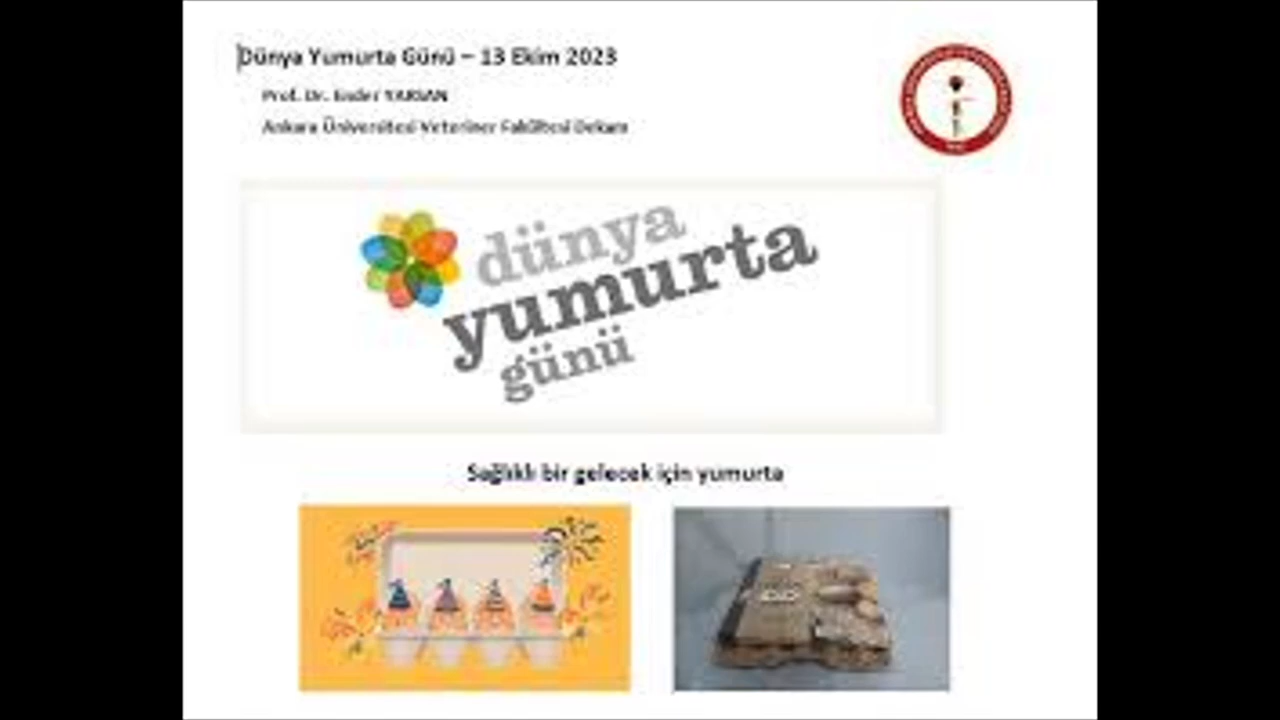 Dünya Yumurta Günü – 13 Ekim 2023
Prof. Dr. Ender YARSAN
Ankara Üniversitesi Veteriner Fakültesi Dekanı
dünya
yumurta
günü
Sağlıklı bir gelecek için yumurta